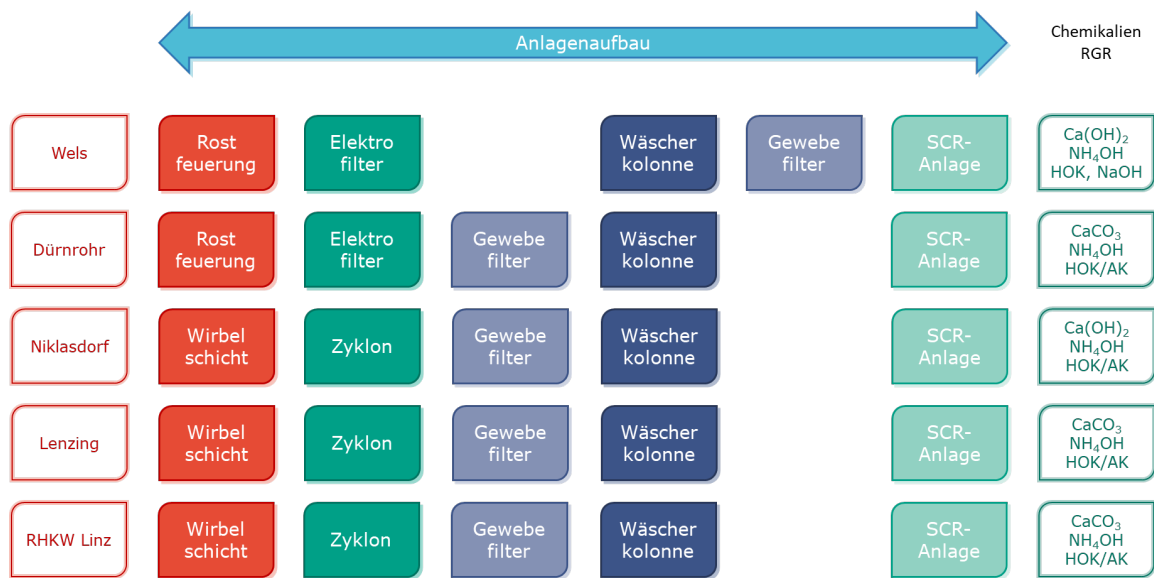 Anlagenaufbau
Chemikalien
RGR
Wels
Rost
feuerung
Elektro
filter
Wäscher
kolonne
Gewebe
filter
SCR-
Anlage
Ca(OH)₂
NH₄OH
HOK, NaOH
Dürnrohr
Rost
feuerung
Elektro
filter
Gewebe
filter
Wäscher
kolonne
SCR-
Anlage
CaCO₃
NH₄OH
HOK/AK
Niklasdorf
Wirbel
schicht
Zyklon
Gewebe
filter
Wäscher
kolonne
SCR-
Anlage
Ca(OH)₂
NH₄OH
HOK/AK
Lenzing
Wirbel
schicht
Zyklon
Gewebe
filter
Wäscher
kolonne
SCR-
Anlage
CaCO₃
NH₄OH
HOK/AK
RHKW Linz
Wirbel
schicht
Zyklon
Gewebe
filter
Wäscher
kolonne
SCR-
Anlage
CaCO₃
NH₄OH
HOK/AK